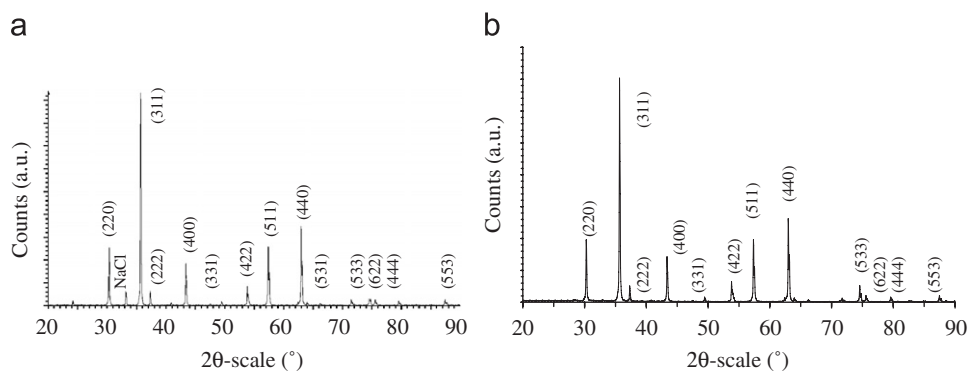 a
Counts (a.u.)
(220)
NaCl
(311)
(222)
(400)
(331)
(422)
(511)
(440)
(531)
(533)
(622)
(444)
(553)
20 30 40 50 60 70 80 90
2θ-scale (°)
b
Counts (a.u.)
(220)
(311)
(222)
(400)
(331)
(422)
(511)
(440)
(533)
(622)
(444)
(553)
20 30 40 50 60 70 80 90
2θ-scale (°)